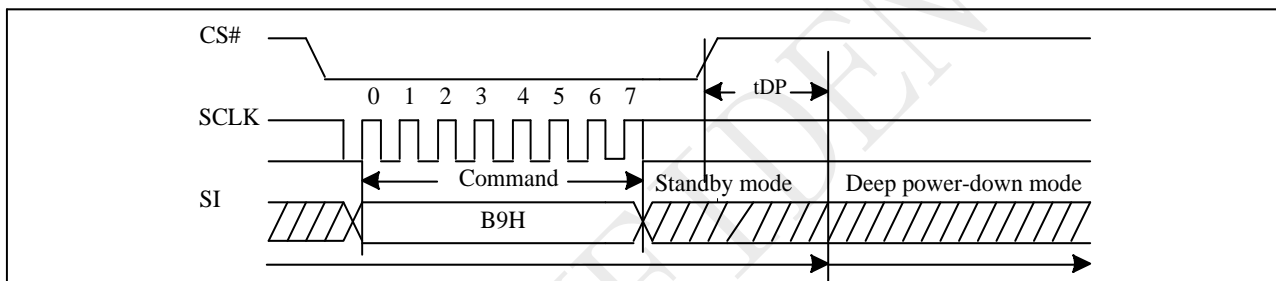 CS#
tDP
0 1 2 3 4 5 6 7
SCLK
Command
Standby mode
Deep power-down mode
SI
B9H